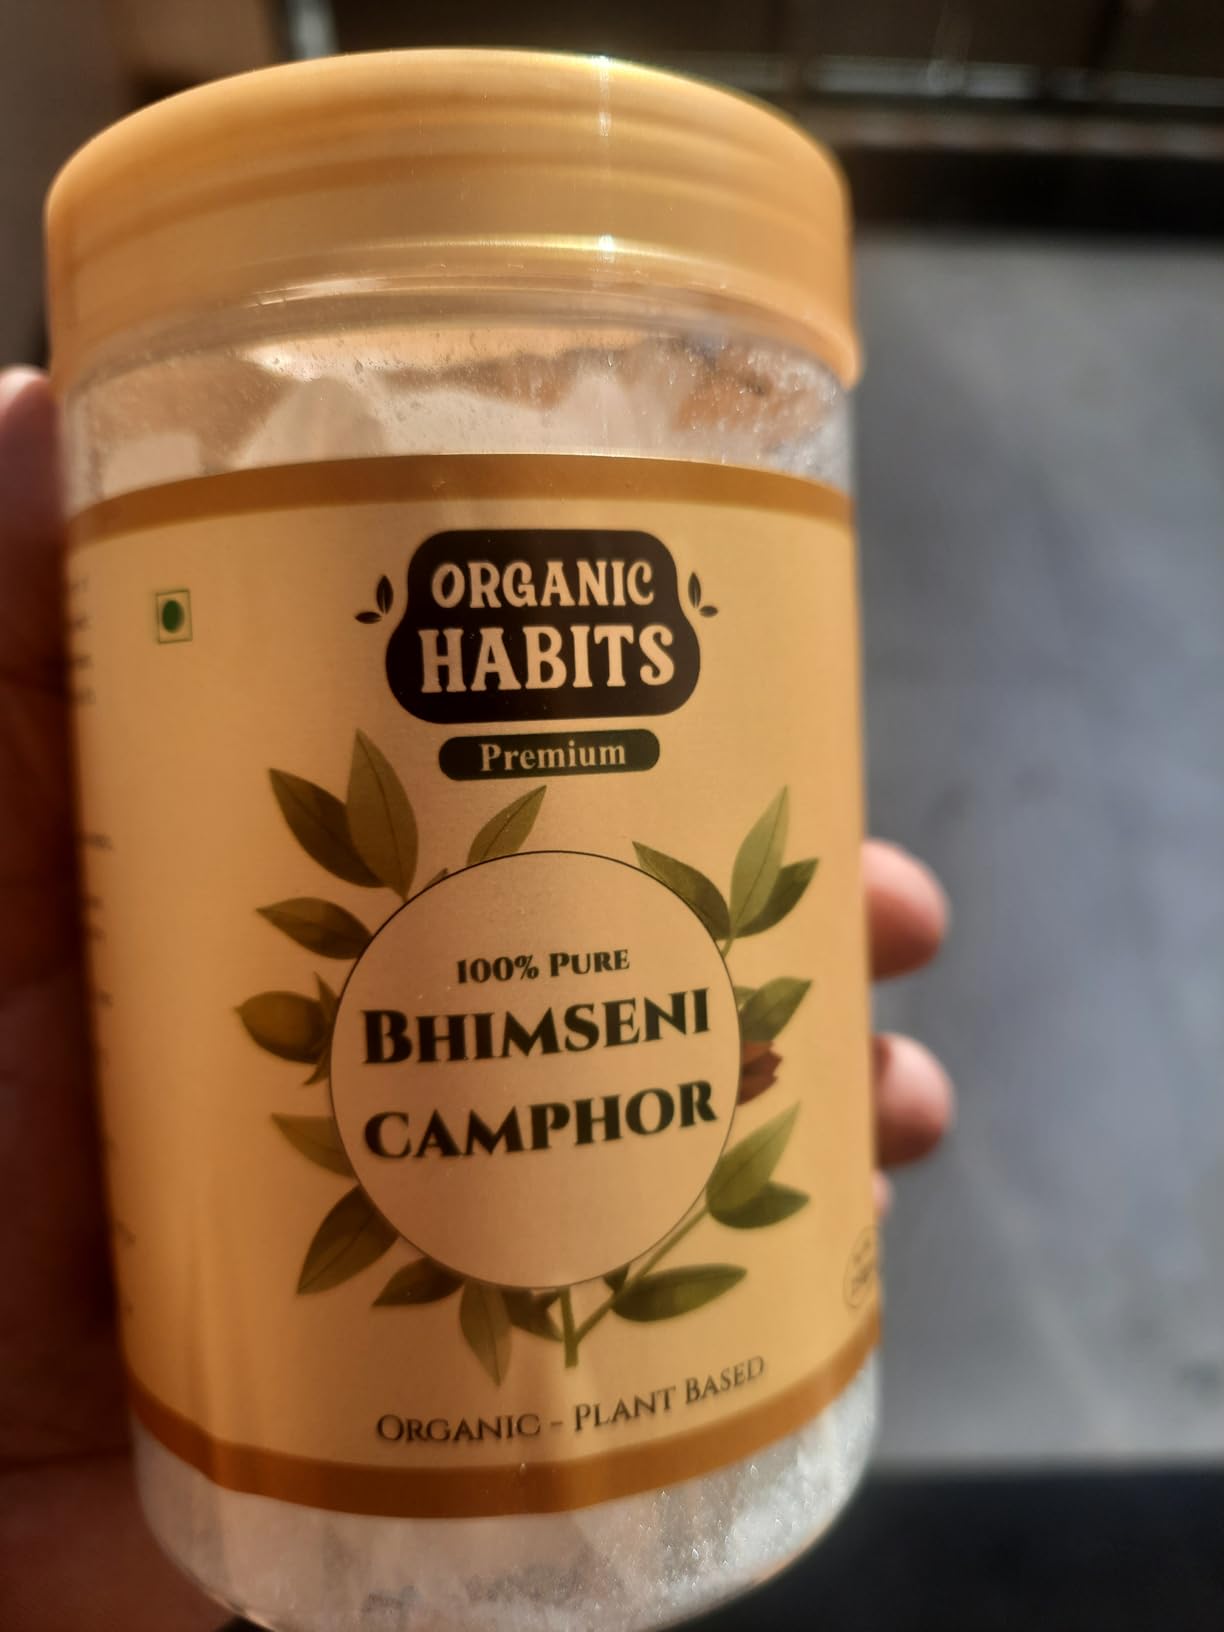 ORGANIC
HABITS
Premium
100% PURE
BHIMSENI
CAMPHOR
ORGANIC - PLANT BASED